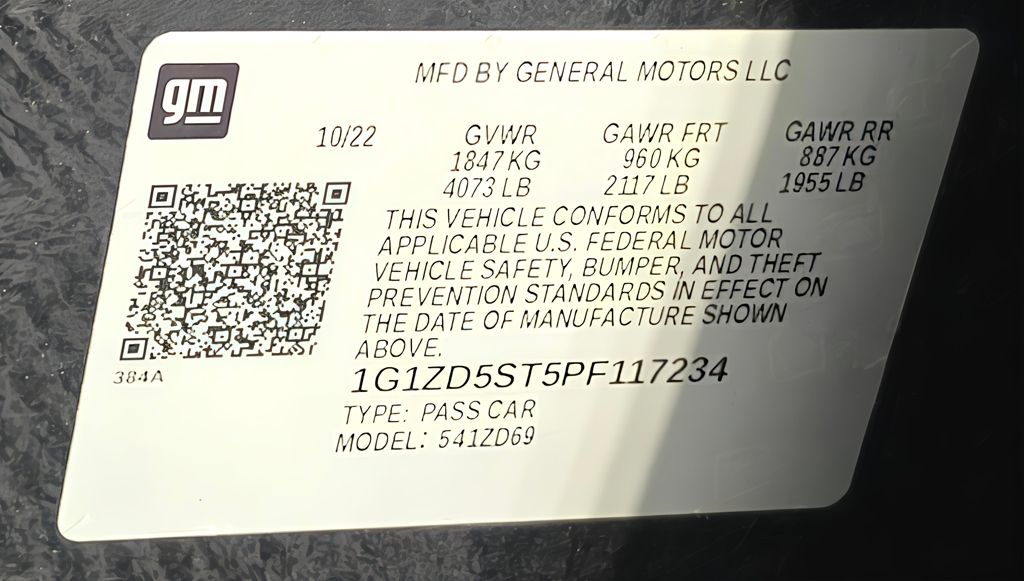 gm
MFD BY GENERAL MOTORS LLC
10/22 GVWR GAWR FRT GAWR RR
1847 KG 960 KG 887 KG
4073 LB 2117 LB 1955 LB
THIS VEHICLE CONFORMS TO ALL
APPLICABLE U.S. FEDERAL MOTOR
VEHICLE SAFETY, BUMPER, AND THEFT
PREVENTION STANDARDS IN EFFECT ON
THE DATE OF MANUFACTURE SHOWN
ABOVE.
384A
1G1ZD5ST5PF117234
TYPE: PASS CAR
MODEL: 541ZD69